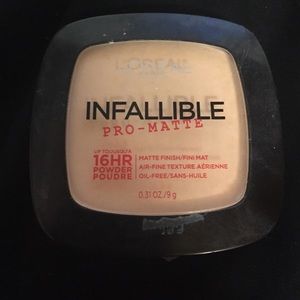 L'ORÉAL
INFALLIBLE
PRO-MATTE
UP TO/JUSQU'À
16HR
POWDER
POUDRE
MATTE FINISH/FINI MAT
AIR-FINE TEXTURE AÉRIENNE
OIL-FREE/SANS-HUILE
0.31 OZ/9 g